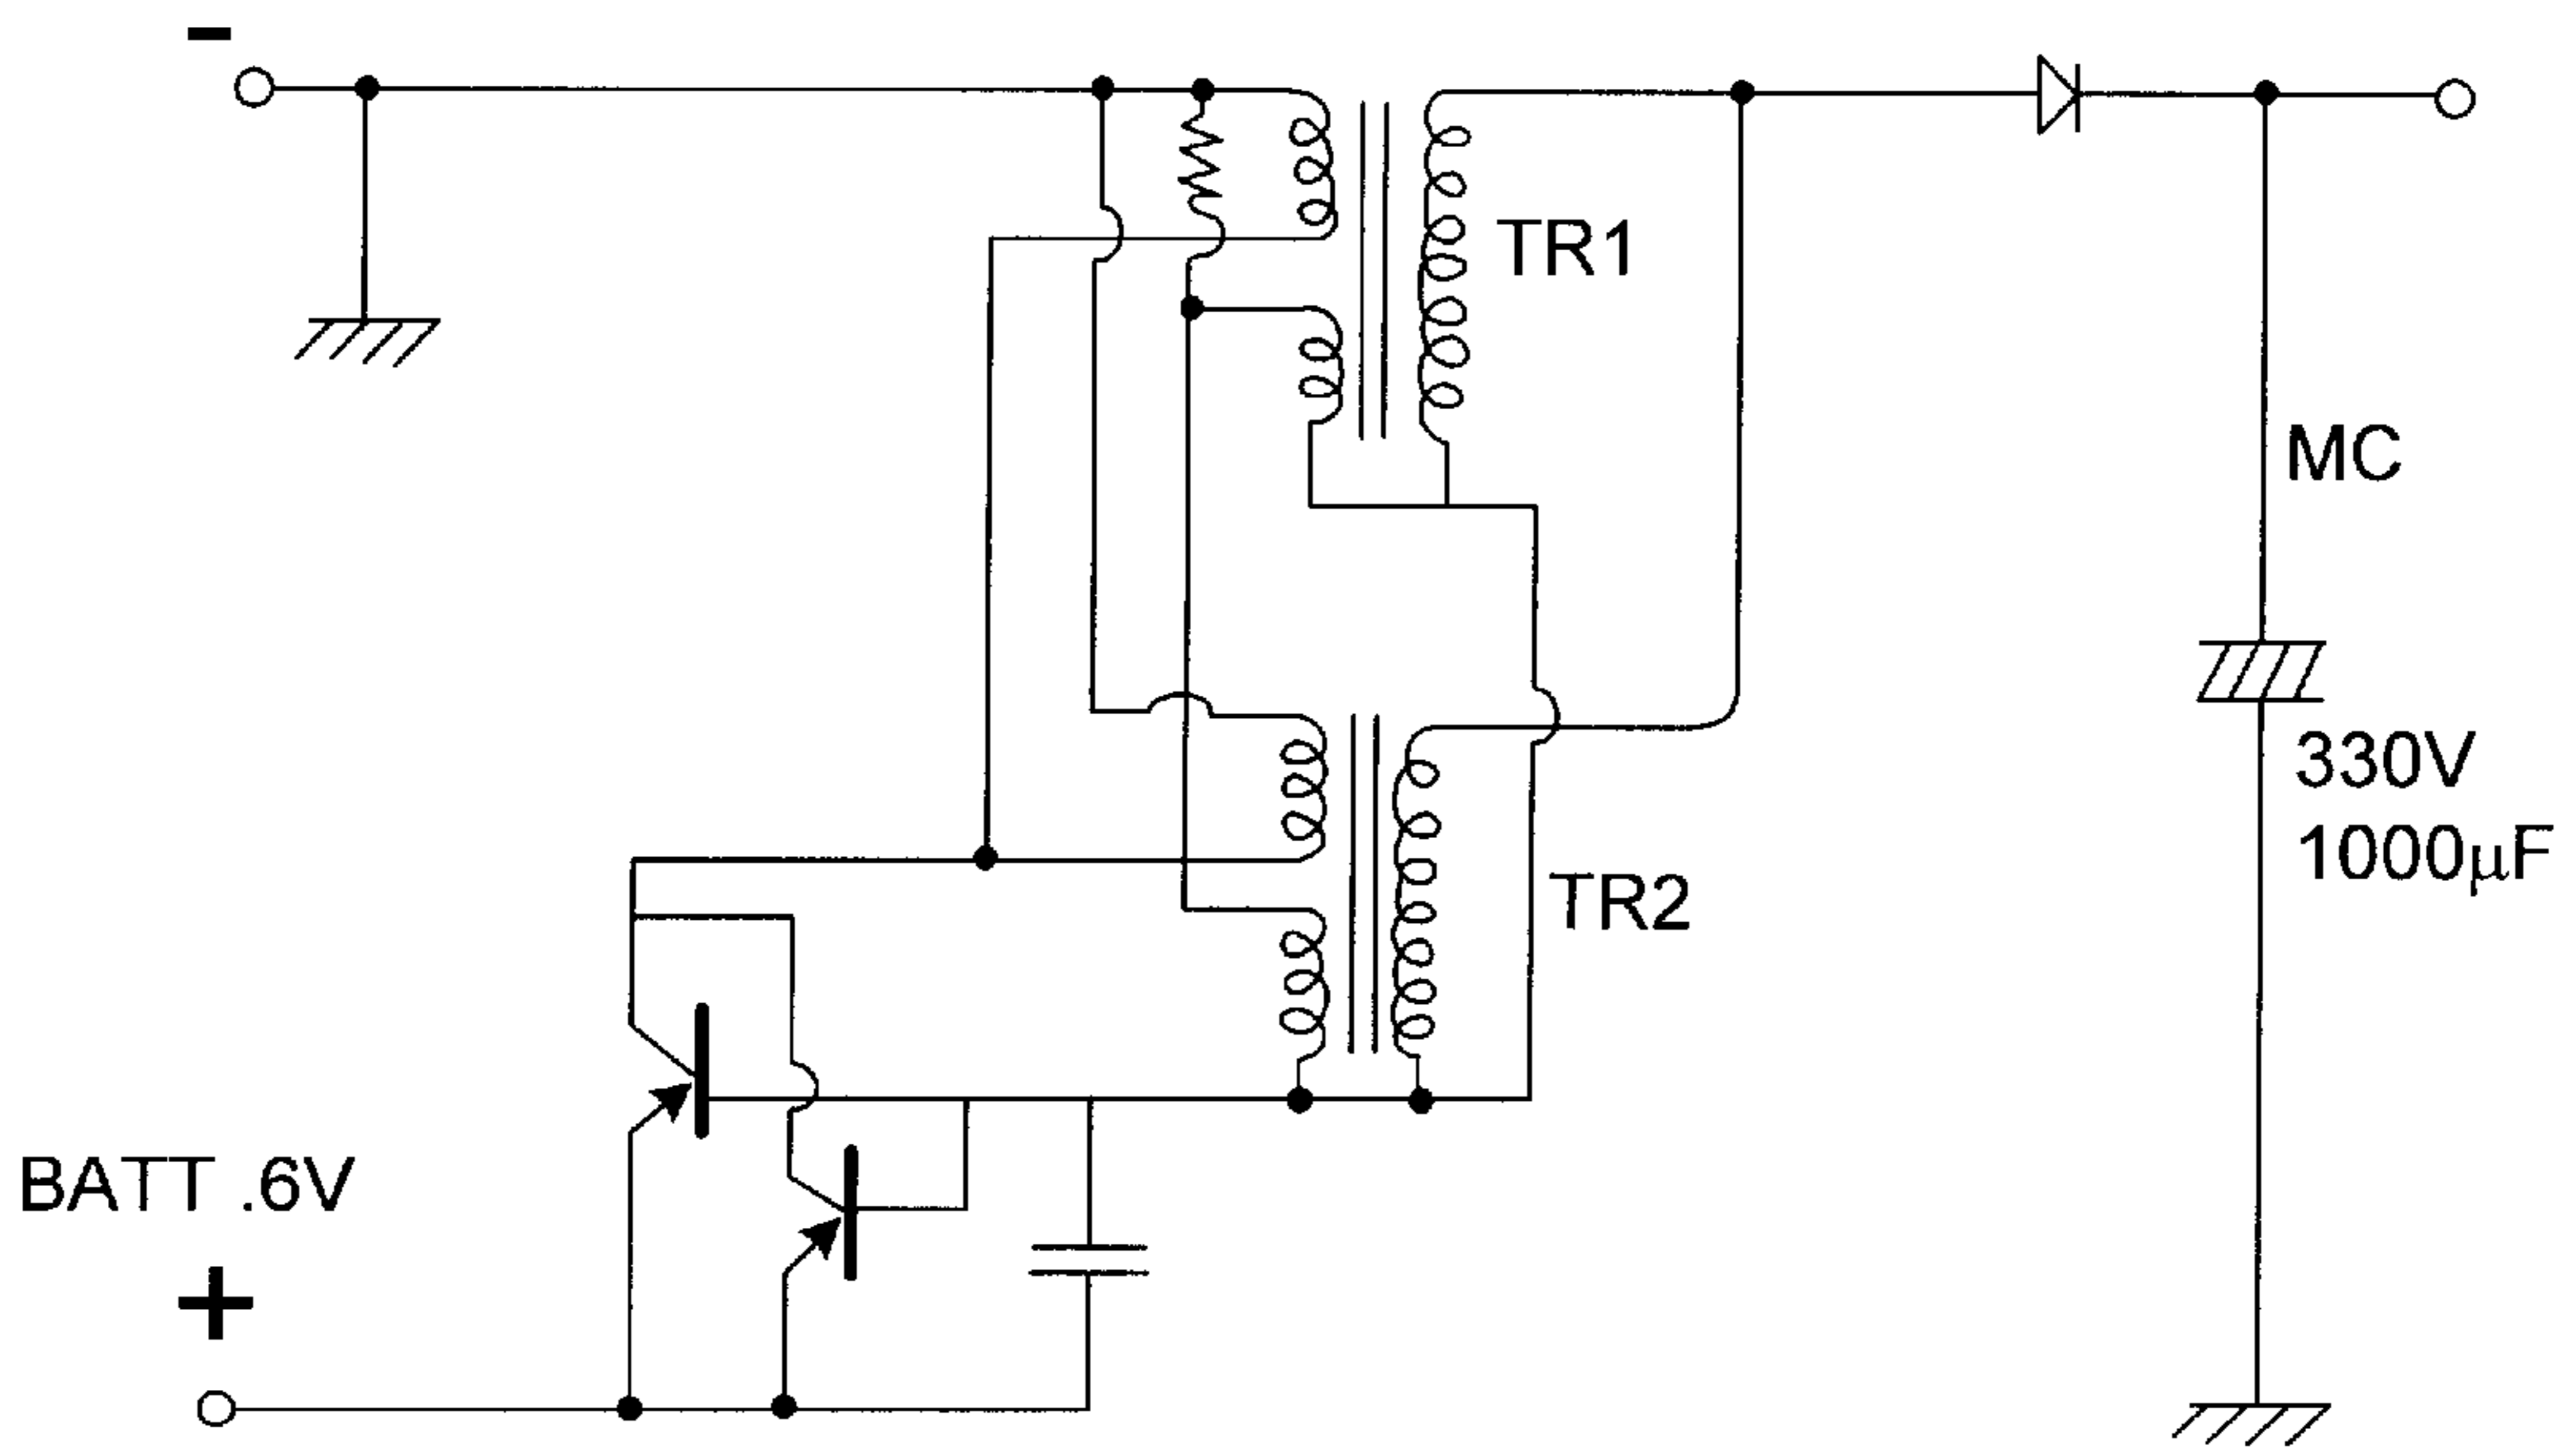 -
TR1
MC
330V
1000μF
TR2
BATT .6V
+